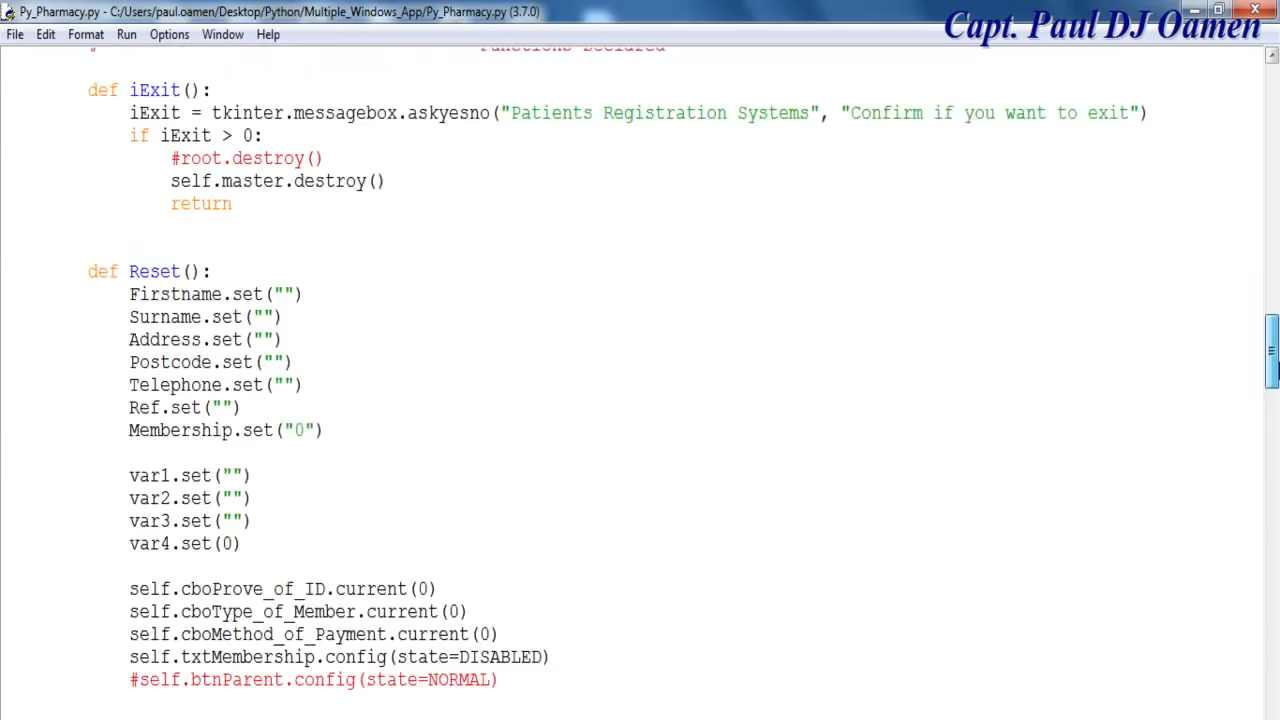 Py_Pharmacy.py - C:/Users/paul.oamen/Desktop/Python/Multiple_Windows_App/Py_Pharmacy.py (3.7.0)
Capt. Paul DJ Oamen
File Edit Format Run Options Window Help
# Functions Declared
def iExit():
iExit = tkinter.messagebox.askyesno("Patients Registration Systems", "Confirm if you want to exit")
if iExit > 0:
#root.destroy()
self.master.destroy()
return
def Reset():
Firstname.set("")
Surname.set("")
Address.set("")
Postcode.set("")
Telephone.set("")
Ref.set("")
Membership.set("0")
var1.set("")
var2.set("")
var3.set("")
var4.set(0)
self.cboProve_of_ID.current(0)
self.cboType_of_Member.current(0)
self.cboMethod_of_Payment.current(0)
self.txtMembership.config(state=DISABLED)
#self.btnParent.config(state=NORMAL)